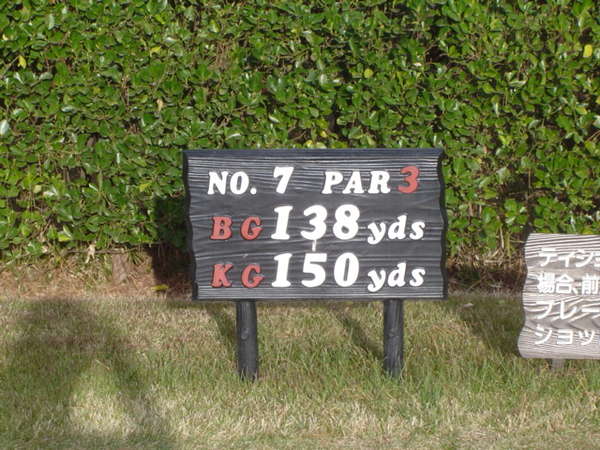 NO. 7 PAR 3
BG 138 yds
KG 150 yds
ティショ
場合、前
プレー
ショッ